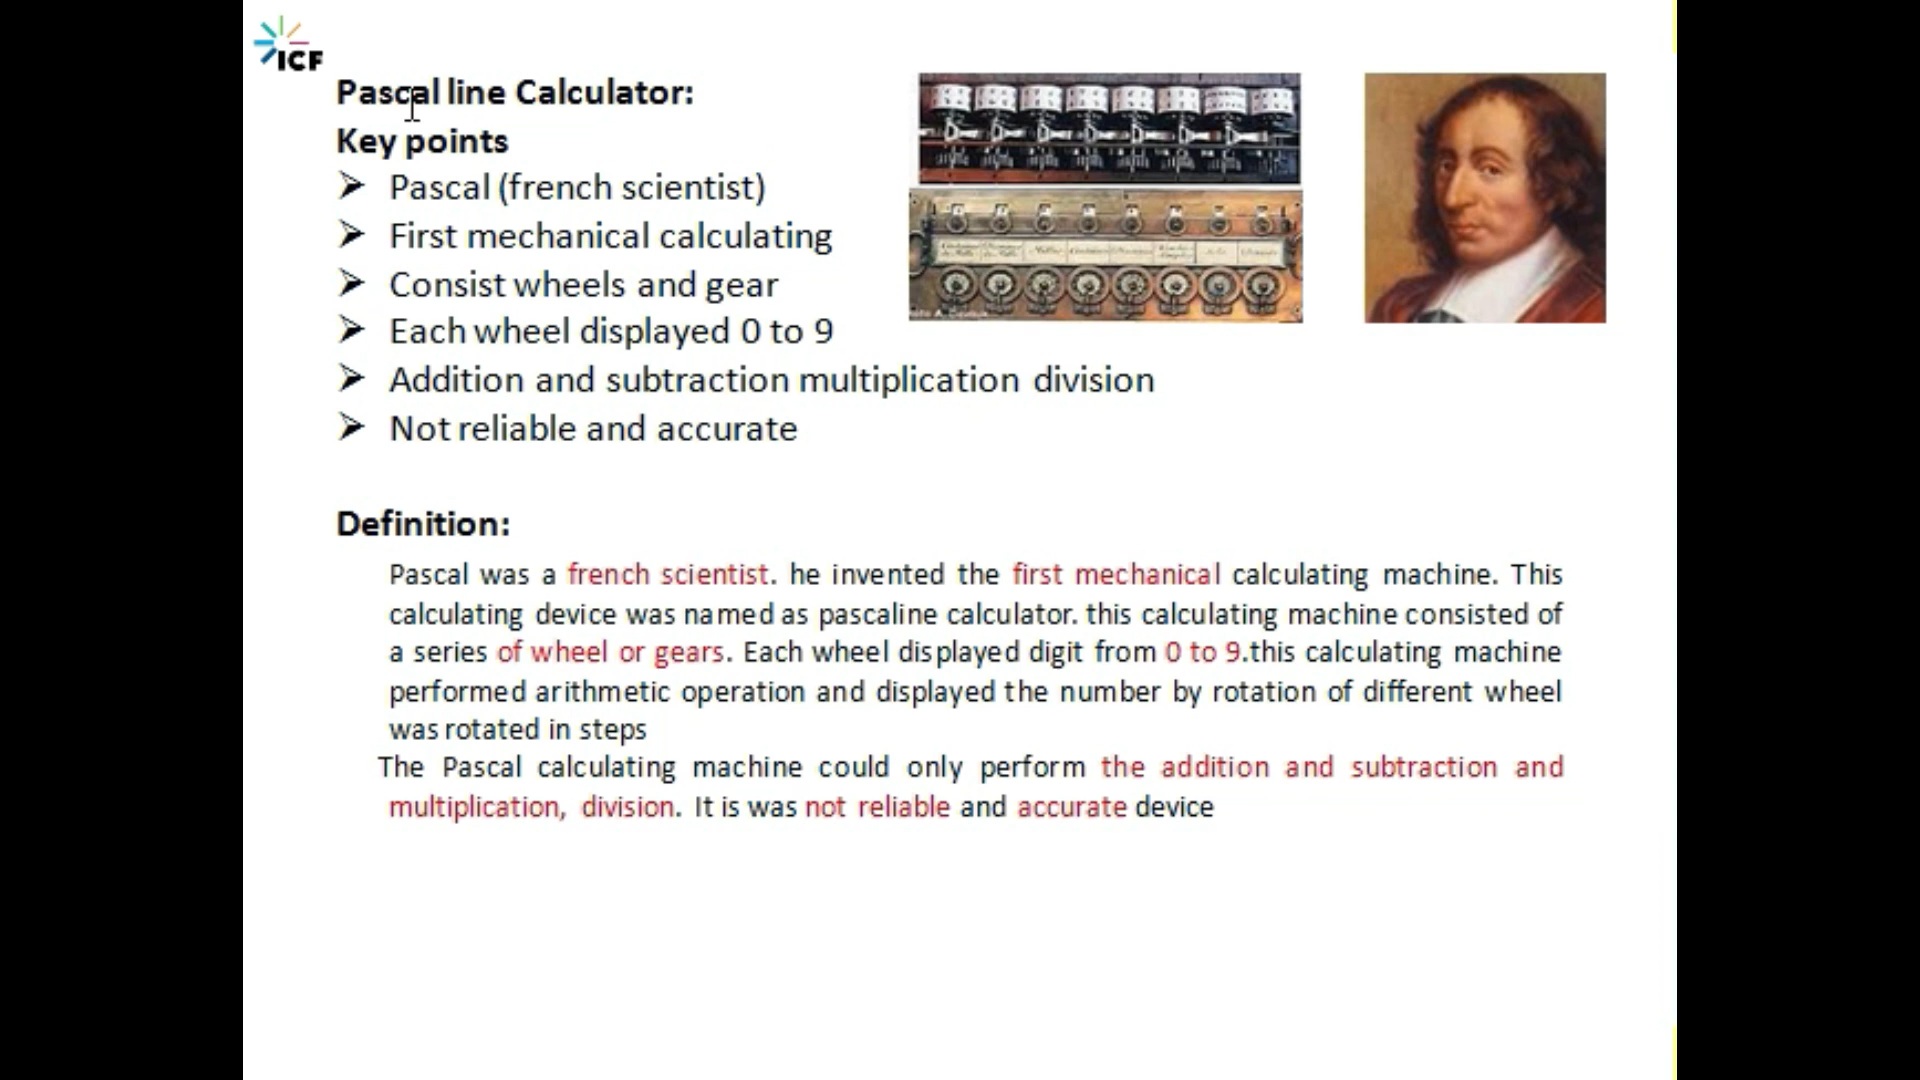 ICF
Pascal line Calculator:
Key points
➢ Pascal (french scientist)
➢ First mechanical calculating
➢ Consist wheels and gear
➢ Each wheel displayed 0 to 9
➢ Addition and subtraction multiplication division
➢ Not reliable and accurate
Definition:
Pascal was a french scientist. he invented the first mechanical calculating machine. This
calculating device was named as pascaline calculator. this calculating machine consisted of
a series of wheel or gears. Each wheel displayed digit from 0 to 9.this calculating machine
performed arithmetic operation and displayed the number by rotation of different wheel
was rotated in steps
The Pascal calculating machine could only perform the addition and subtraction and
multiplication, division. It is was not reliable and accurate device